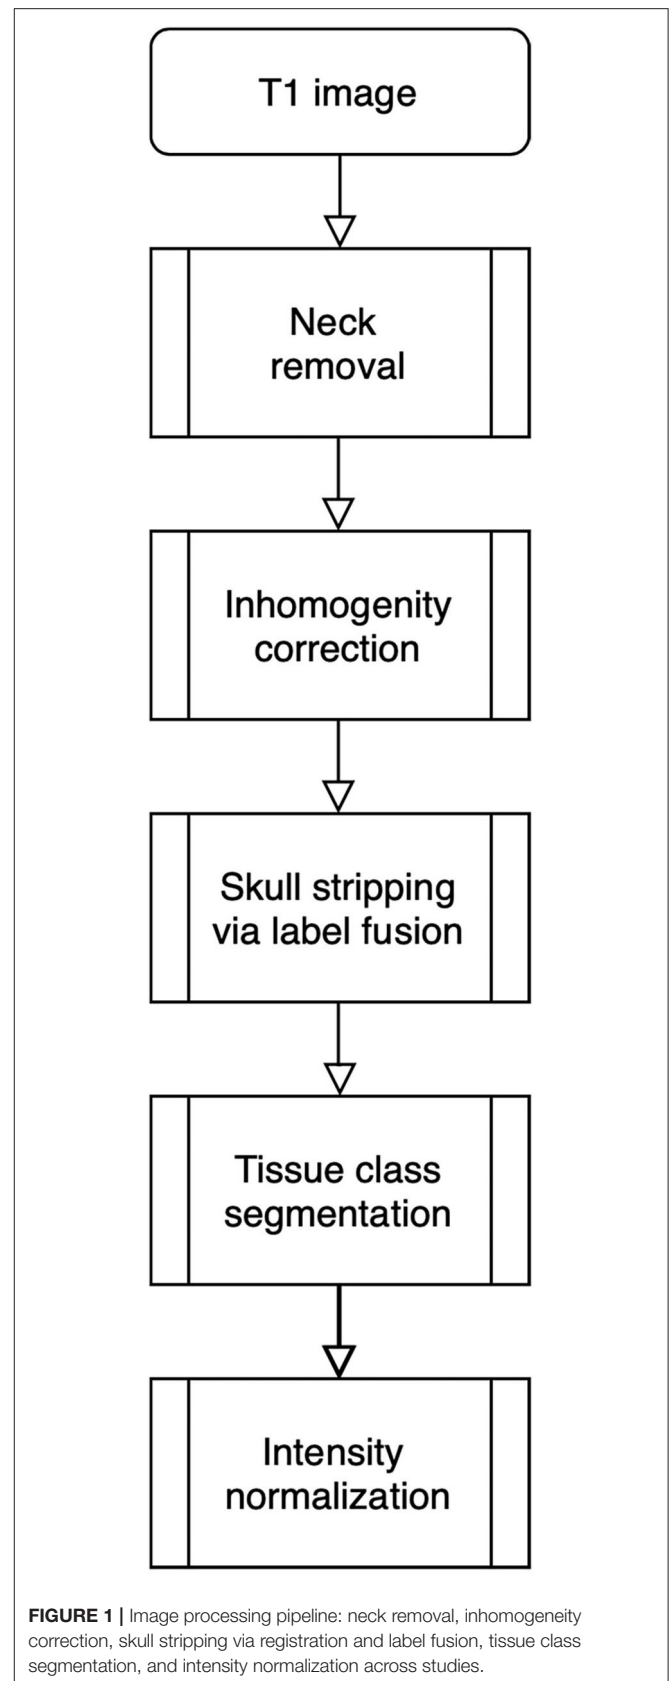 T1 image
Neck
removal
Inhomogenity
correction
Skull stripping
via label fusion
Tissue class
segmentation
Intensity
normalization
FIGURE 1 | Image processing pipeline: neck removal, inhomogeneity
correction, skull stripping via registration and label fusion, tissue class
segmentation, and intensity normalization across studies.